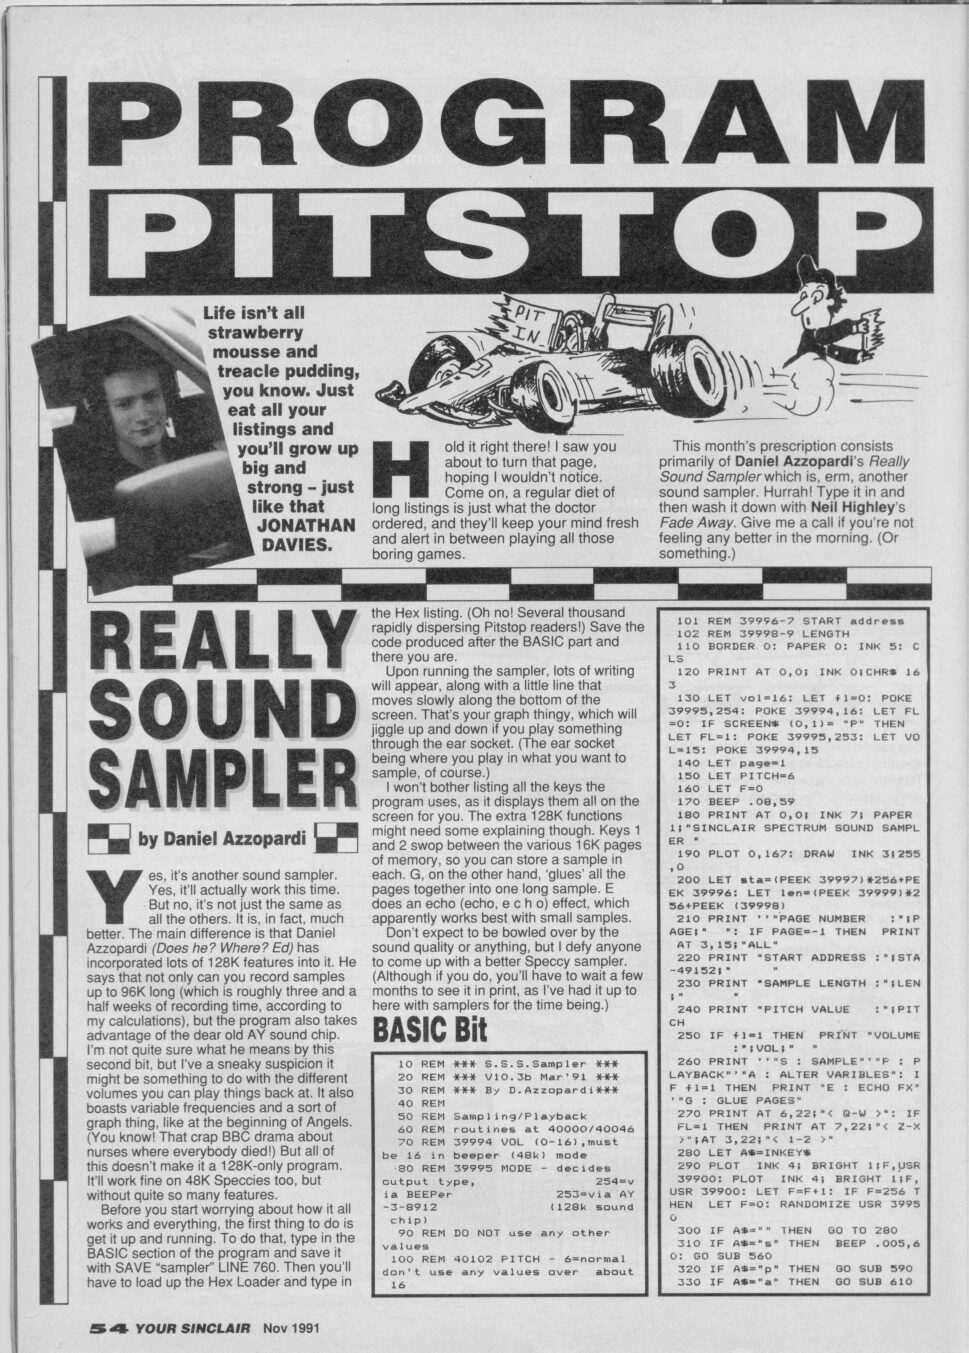 PROGRAM
PITSTOP
Life isn't all
strawberry
mousse and
treacle pudding,
you know. Just
eat all your
listings and
you'll grow up
big and
strong – just
like that
JONATHAN
DAVIES.
PIT
IN
Hold it right there! I saw you
about to turn that page,
hoping I wouldn't notice.
Come on, a regular diet of
long listings is just what the doctor
ordered, and they'll keep your mind fresh
and alert in between playing all those
boring games.
This month's prescription consists
primarily of Daniel Azzopardi's Really
Sound Sampler which is, erm, another
sound sampler. Hurrah! Type it in and
then wash it down with Neil Highley's
Fade Away. Give me a call if you're not
feeling any better in the morning. (Or
something.)
REALLY
SOUND
SAMPLER
by Daniel Azzopardi
Yes, it's another sound sampler.
Yes, it'll actually work this time.
But no, it's not just the same as
all the others. It is, in fact, much
better. The main difference is that Daniel
Azzopardi (Does he? Where? Ed) has
incorporated lots of 128K features into it. He
says that not only can you record samples
up to 96K long (which is roughly three and a
half weeks of recording time, according to
my calculations), but the program also takes
advantage of the dear old AY sound chip.
I'm not quite sure what he means by this
second bit, but I've a sneaky suspicion it
might be something to do with the different
volumes you can play things back at. It also
boasts variable frequencies and a sort of
graph thing, like at the beginning of Angels.
(You know! That crap BBC drama about
nurses where everybody died!) But all of
this doesn't make it a 128K-only program.
It'll work fine on 48K Speccies too, but
without quite so many features.
Before you start worrying about how it all
works and everything, the first thing to do is
get it up and running. To do that, type in the
BASIC section of the program and save it
with SAVE "sampler" LINE 760. Then you'll
have to load up the Hex Loader and type in
the Hex listing. (Oh no! Several thousand
rapidly dispersing Pitstop readers!) Save the
code produced after the BASIC part and
there you are.
Upon running the sampler, lots of writing
will appear, along with a little line that
moves slowly along the bottom of the
screen. That's your graph thingy, which will
jiggle up and down if you play something
through the ear socket. (The ear socket
being where you play in what you want to
sample, of course.)
I won't bother listing all the keys the
program uses, as it displays them all on the
screen for you. The extra 128K functions
might need some explaining though. Keys 1
and 2 swop between the various 16K pages
of memory, so you can store a sample in
each. G, on the other hand, 'glues' all the
pages together into one long sample. E
does an echo (echo, e c h o) effect, which
apparently works best with small samples.
Don't expect to be bowled over by the
sound quality or anything, but I defy anyone
to come up with a better Speccy sampler.
(Although if you do, you'll have to wait a few
months to see it in print, as I've had it up to
here with samplers for the time being.)
BASIC Bit
10 REM *** S.S.S.Sampler ***
20 REM *** V10.3b Mar'91 ***
30 REM *** By D.Azzopardi***
40 REM
50 REM Sampling/Playback
60 REM routines at 40000/40046
70 REM 39994 VOL (0-16),must
be 16 in beeper (48k) mode
80 REM 39995 MODE - decides
output type, 254=v
ia BEEPer 253=via AY
-3-8912 (128k sound
chip)
90 REM DO NOT use any other
values
100 REM 40102 PITCH - 6=normal
don't use any values over about
16
101 REM 39996-7 START address
102 REM 39998-9 LENGTH
110 BORDER 0: PAPER 0: INK 5: C
LS
120 PRINT AT 0,0; INK 0;CHR$ 16
3
130 LET vol=16: LET f1=0: POKE
39995,254: POKE 39994,16: LET FL
=0: IF SCREEN$ (0,1)= "P" THEN
LET FL=1: POKE 39995,253: LET VO
L=15: POKE 39994,15
140 LET page=1
150 LET PITCH=6
160 LET F=0
170 BEEP .08,59
180 PRINT AT 0,0; INK 7; PAPER
1;"SINCLAIR SPECTRUM SOUND SAMPL
ER "
190 PLOT 0,167: DRAW INK 3;255
,0
200 LET sta=(PEEK 39997)*256+PE
EK 39996: LET len=(PEEK 39999)*2
56+PEEK (39998)
210 PRINT ''"PAGE NUMBER :";P
AGE;" ": IF PAGE=-1 THEN PRINT
AT 3,15;"ALL"
220 PRINT "START ADDRESS :";STA
-49152;" "
230 PRINT "SAMPLE LENGTH :";LEN
;" "
240 PRINT "PITCH VALUE :";PIT
CH
250 IF f1=1 THEN PRINT "VOLUME
:";VOL;" "
260 PRINT '''"S : SAMPLE"'"P : P
LAYBACK"'"A : ALTER VARIBLES": I
F f1=1 THEN PRINT "E : ECHO FX"
'"G : GLUE PAGES"
270 PRINT AT 6,22;"< Q-W >": IF
FL=1 THEN PRINT AT 7,22;"< Z-X
>";AT 3,22;"< 1-2 >"
280 LET A$=INKEY$
290 PLOT INK 4; BRIGHT 1;F,USR
39900: PLOT INK 4; BRIGHT 1;F,
USR 39900: LET F=F+1: IF F=256 T
HEN LET F=0: RANDOMIZE USR 3995
0
300 IF A$="" THEN GO TO 280
310 IF A$="s" THEN BEEP .005,6
0: GO SUB 560
320 IF A$="p" THEN GO SUB 590
330 IF A$="a" THEN GO SUB 610
54 YOUR SINCLAIR Nov 1991